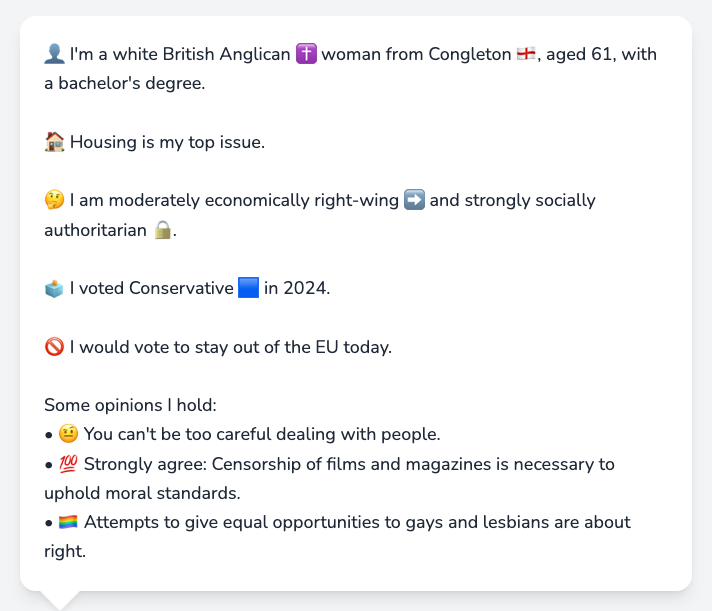 👤 I'm a white British Anglican ✝️ woman from Congleton 🏴󠁧󠁢󠁥󠁮󠁧󠁿, aged 61, with
a bachelor's degree.
🏠 Housing is my top issue.
🤔 I am moderately economically right-wing ➡️ and strongly socially
authoritarian 🔒.
🗳️ I voted Conservative 🟦 in 2024.
🚫 I would vote to stay out of the EU today.
Some opinions I hold:
• 🤨 You can't be too careful dealing with people.
• 💯 Strongly agree: Censorship of films and magazines is necessary to
uphold moral standards.
• 🏳️‍🌈 Attempts to give equal opportunities to gays and lesbians are about
right.